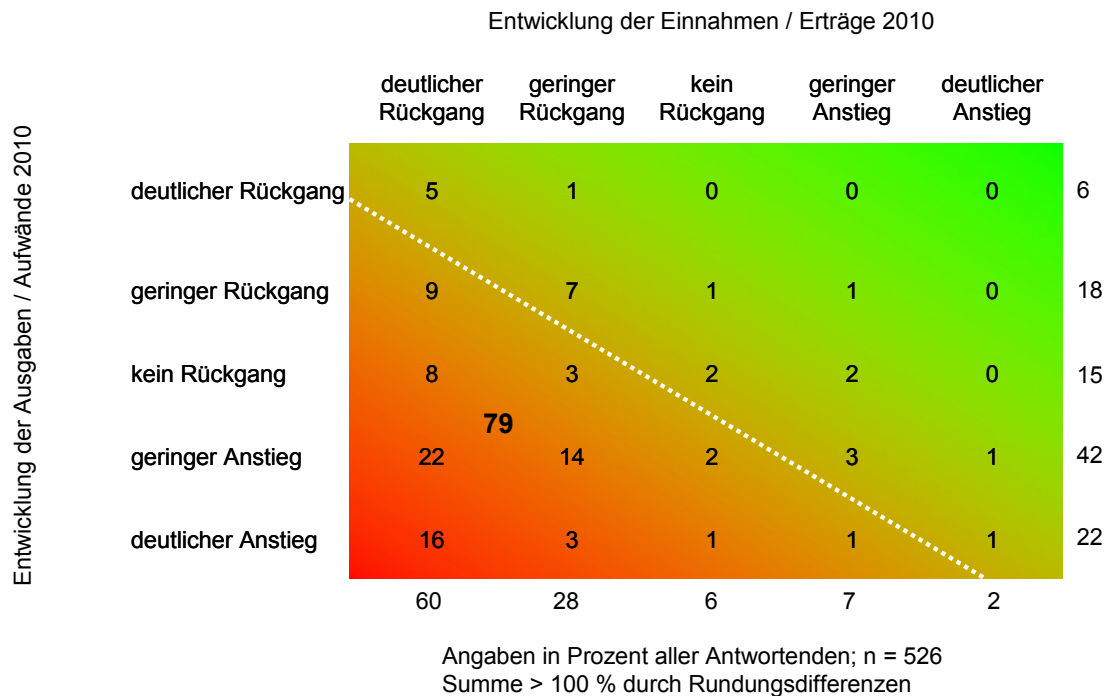 Entwicklung der Einnahmen / Erträge 2010
deutlicher Rückgang
geringer Rückgang
kein Rückgang
geringer Anstieg
deutlicher Anstieg
Entwicklung der Ausgaben / Aufwände 2010
deutlicher Rückgang 5 1 0 0 0 6
geringer Rückgang 9 7 1 1 0 18
kein Rückgang 8 3 2 2 0 15
79
geringer Anstieg 22 14 2 3 1 42
deutlicher Anstieg 16 3 1 1 1 22
60 28 6 7 2
Angaben in Prozent aller Antwortenden; n = 526
Summe > 100 % durch Rundungsdifferenzen